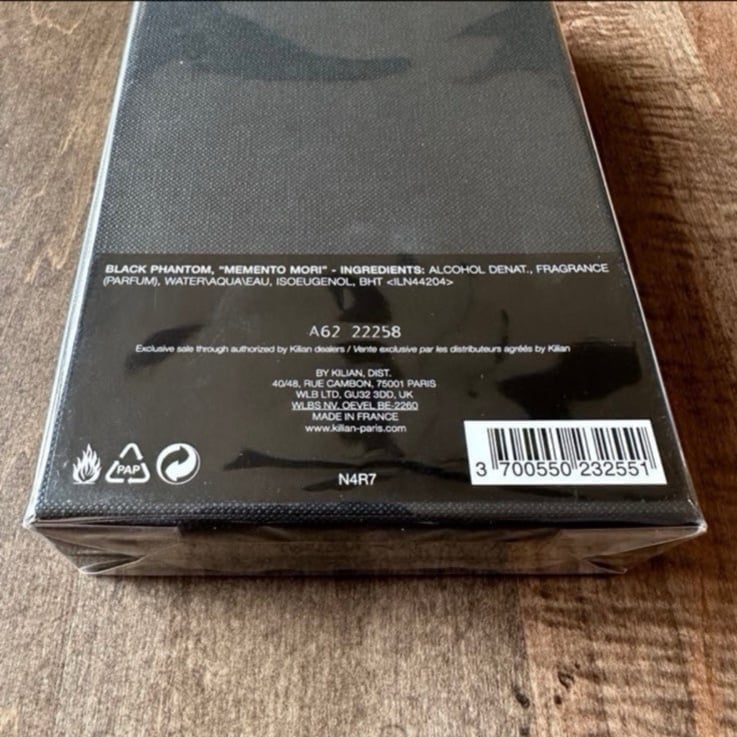 BLACK PHANTOM, "MEMENTO MORI" - INGREDIENTS: ALCOHOL DENAT., FRAGRANCE
(PARFUM), WATER\AQUA\EAU, ISOEUGENOL, BHT <ILN44204>
A62 22258
Exclusive sale through authorized by Kilian dealers / Vente exclusive par les distributeurs agréés by Kilian
BY KILIAN, DIST.
40/48, RUE CAMBON, 75001 PARIS
WLB LTD, GU32 3DD, UK
WLBS NV, OEVEL BE-2260
MADE IN FRANCE
www.kilian-paris.com
PAP
N4R7
3 700550 232551